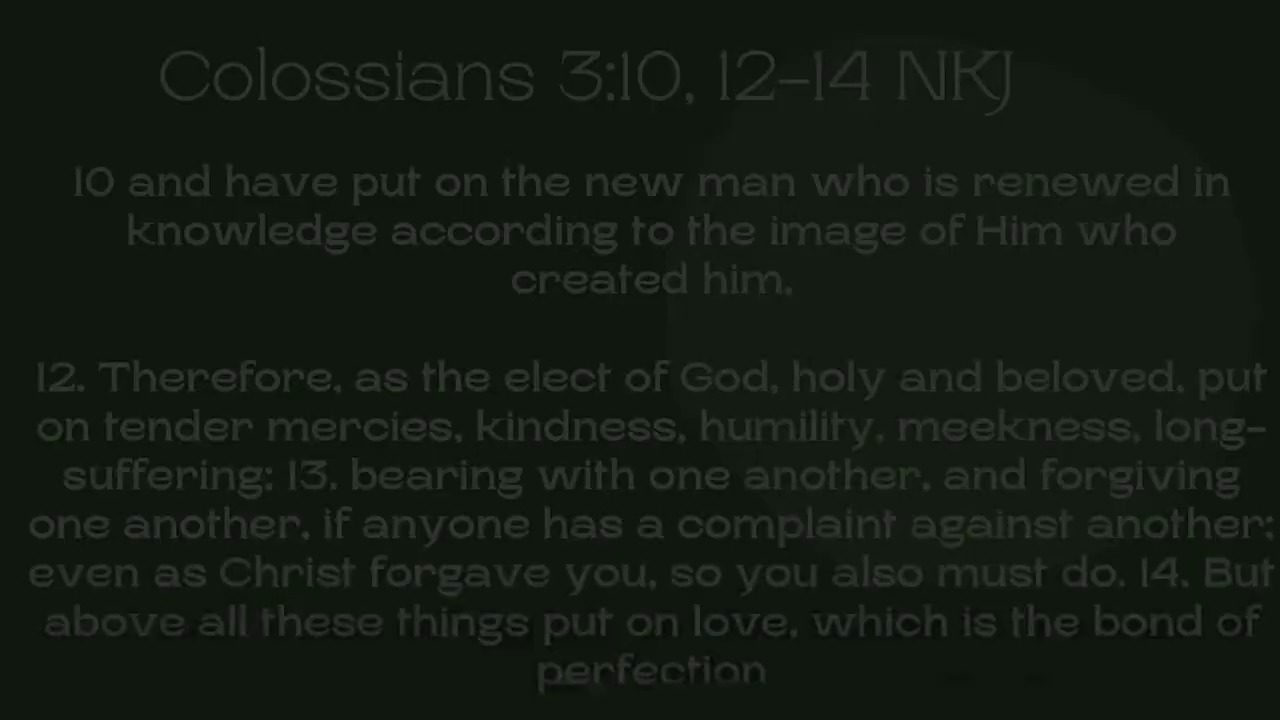 Colossians 3:10, 12-14 NKJ
10 and have put on the new man who is renewed in
knowledge according to the image of Him who
created him,
12. Therefore, as the elect of God, holy and beloved, put
on tender mercies, kindness, humility, meekness, long-
suffering; 13. bearing with one another, and forgiving
one another, if anyone has a complaint against another;
even as Christ forgave you, so you also must do. 14. But
above all these things put on love, which is the bond of
perfection